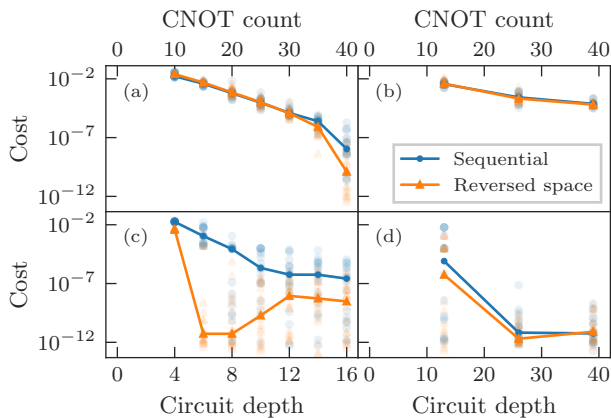 CNOT count CNOT count
0 10 20 30 40 0 10 20 30 40
10⁻²
(a) (b)
Cost
10⁻⁷
Sequential
Reversed space
10⁻¹²
10⁻²
(c) (d)
Cost
10⁻⁷
10⁻¹²
0 4 8 12 16 0 10 20 30 40
Circuit depth Circuit depth